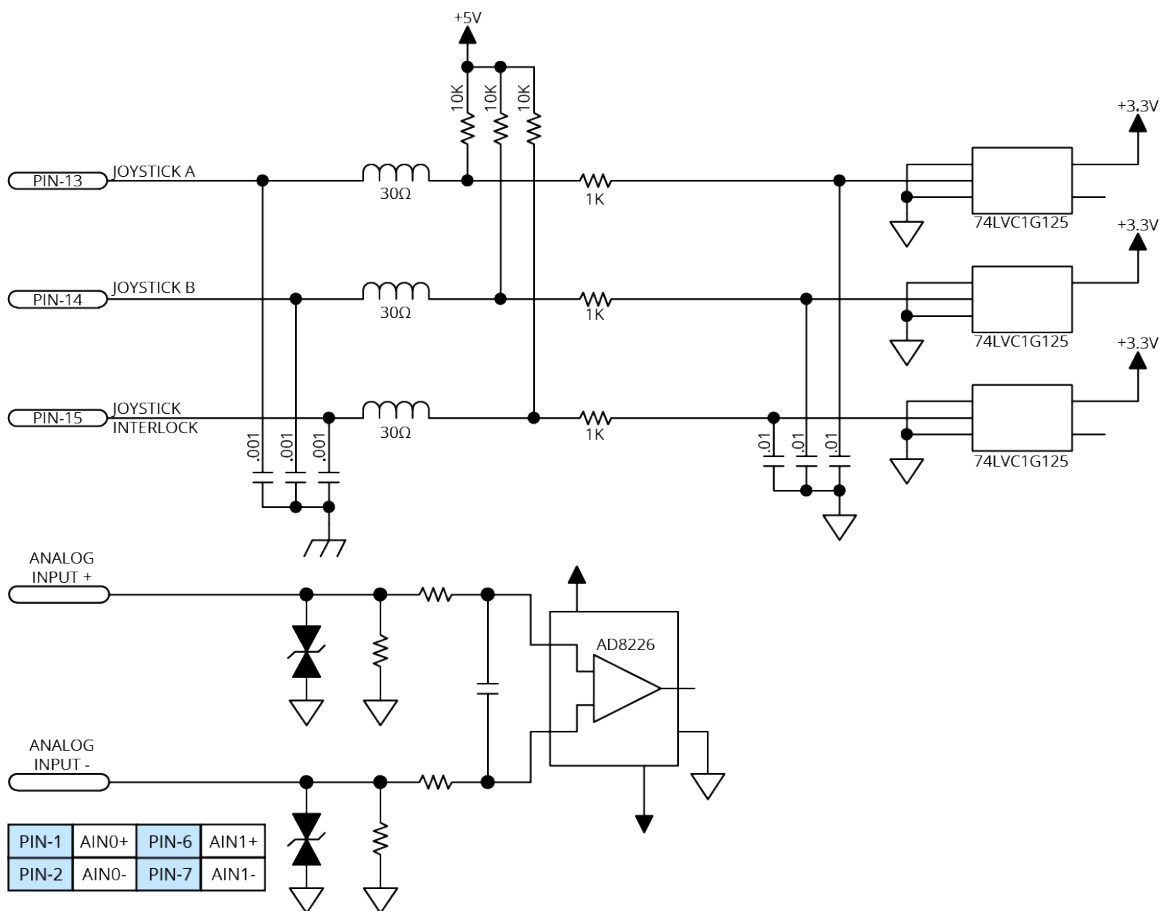 +5V
10K
10K
10K
+3.3V
PIN-13
JOYSTICK A
30Ω
1K
74LVC1G125
+3.3V
PIN-14
JOYSTICK B
30Ω
1K
74LVC1G125
+3.3V
PIN-15
JOYSTICK
INTERLOCK
30Ω
1K
74LVC1G125
.001
.001
.001
.01
.01
.01
ANALOG
INPUT +
AD8226
ANALOG
INPUT -
PIN-1 AIN0+ PIN-6 AIN1+
PIN-2 AIN0- PIN-7 AIN1-